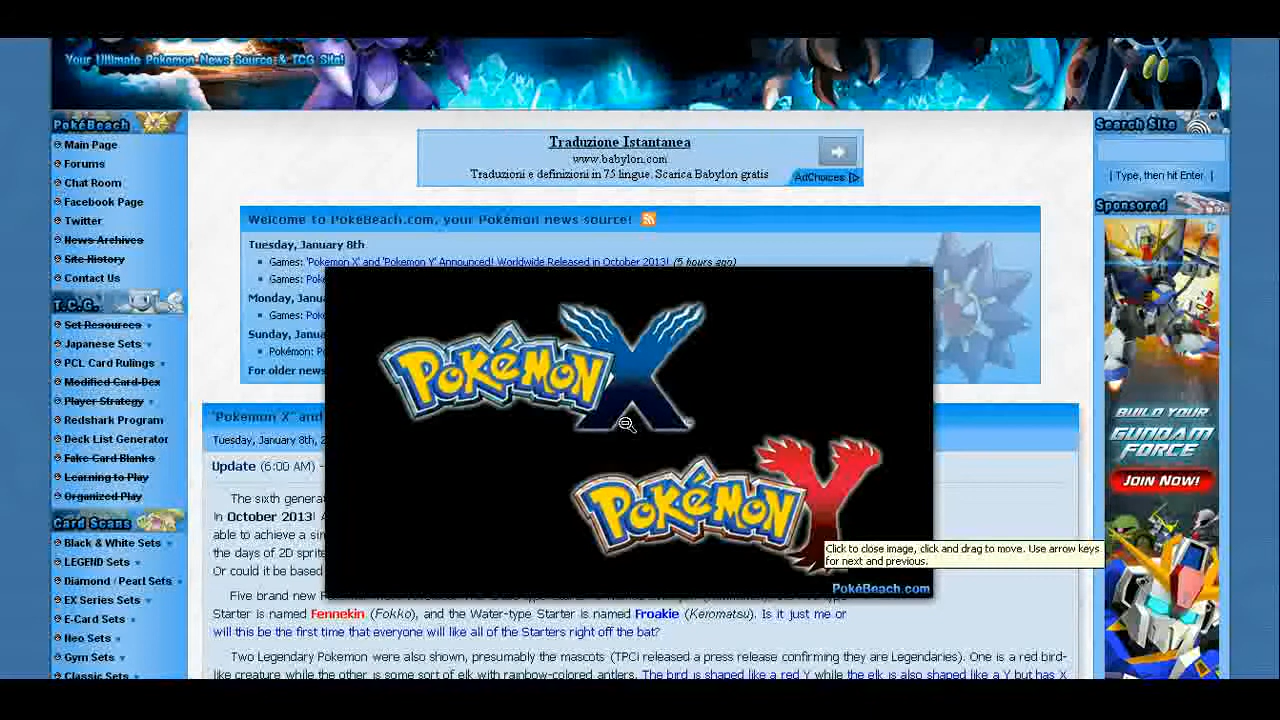 Your Ultimate Pokemon News Source & TCG Site!
PokéBeach
Main Page
Forums
Chat Room
Facebook Page
Twitter
News Archives
Site History
Contact Us
T.C.G.
Set Resources
Japanese Sets
PCL Card Rulings
Modified Card-Dex
Player Strategy
Redshark Program
Deck List Generator
Fake Card Blanks
Learning to Play
Organized Play
Card Scans
Black & White Sets
LEGEND Sets
Diamond / Pearl Sets
EX Series Sets
E-Card Sets
Neo Sets
Gym Sets
Classic Sets
Traduzione Istantanea
www.babylon.com
Traduzioni e definizioni in 75 lingue. Scarica Babylon gratis
AdChoices
Welcome to PokéBeach.com, your Pokémon news source!
Tuesday, January 8th
Games: 'Pokemon X' and 'Pokemon Y' Announced! Worldwide Released in October 2013! (5 hours ago)
Games:
Monday, Janu
Games:
Sunday, Janu
Pokémon:
For older news
"Pokemon X" and
Tuesday, January 8th, 2
Update (6:00 AM) -
The sixth generat
In October 2013!
able to achieve a sin
the days of 2D sprite
Or could it be based
Five brand new
Starter is named Fennekin (Fokko), and the Water-type Starter is named Froakie (Keromatsu). Is it just me or
will this be the first time that everyone will like all of the Starters right off the bat?
Two Legendary Pokemon were also shown, presumably the mascots (TPCi released a press release confirming they are Legendaries). One is a red bird-
like creature while the other is some sort of elk with rainbow-colored antlers. The bird is shaped like a red Y while the elk is also shaped like a Y but has X
POKéMON X
POKéMON Y
Click to close image, click and drag to move. Use arrow keys
for next and previous.
PokéBeach.com
Search Site
[ Type, then hit Enter ]
Sponsored
BUILD YOUR
GUNDAM
FORCE
JOIN NOW!